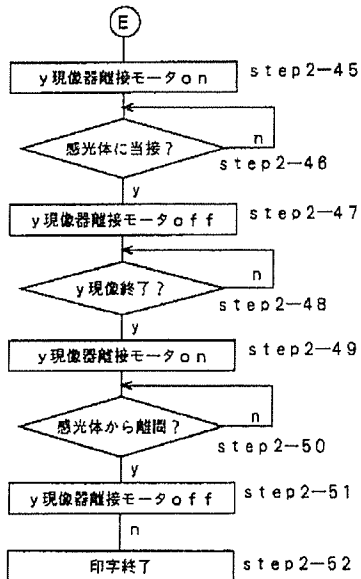 E
y現像器離接モータon step2-45
n
感光体に当接?
step2-46
y
y現像器離接モータoff step2-47
n
y現像終了?
step2-48
y
y現像器離接モータon step2-49
n
感光体から離間?
step2-50
y
y現像器離接モータoff step2-51
n
印字終了 step2-52